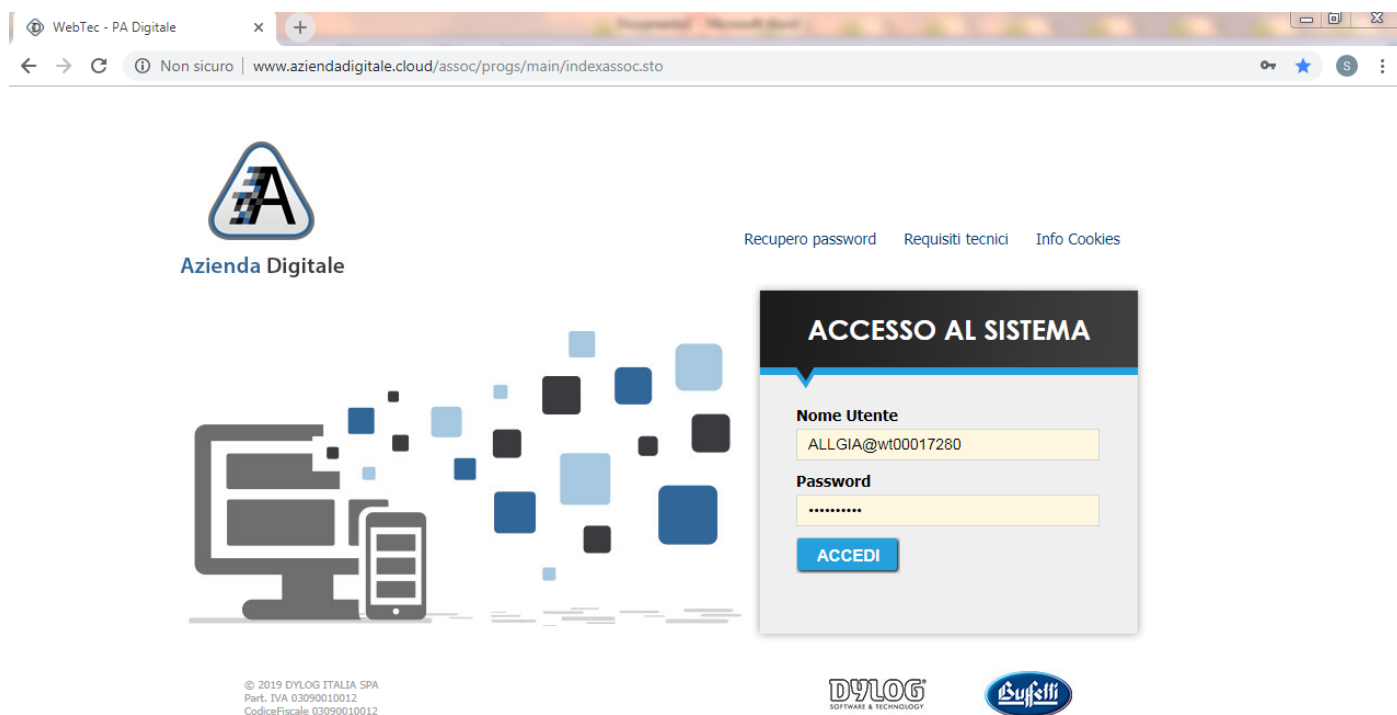 WebTec - PA Digitale
Non sicuro | www.aziendadigitale.cloud/assoc/progs/main/indexassoc.sto
S
A
Azienda Digitale
Recupero password Requisiti tecnici Info Cookies
ACCESSO AL SISTEMA
Nome Utente
ALLGIA@wt00017280
Password
••••••••••
ACCEDI
© 2019 DYLOG ITALIA SPA
Part. IVA 03090010012
CodiceFiscale 03090010012
DYLOG
SOFTWARE & TECHNOLOGY
Buffetti